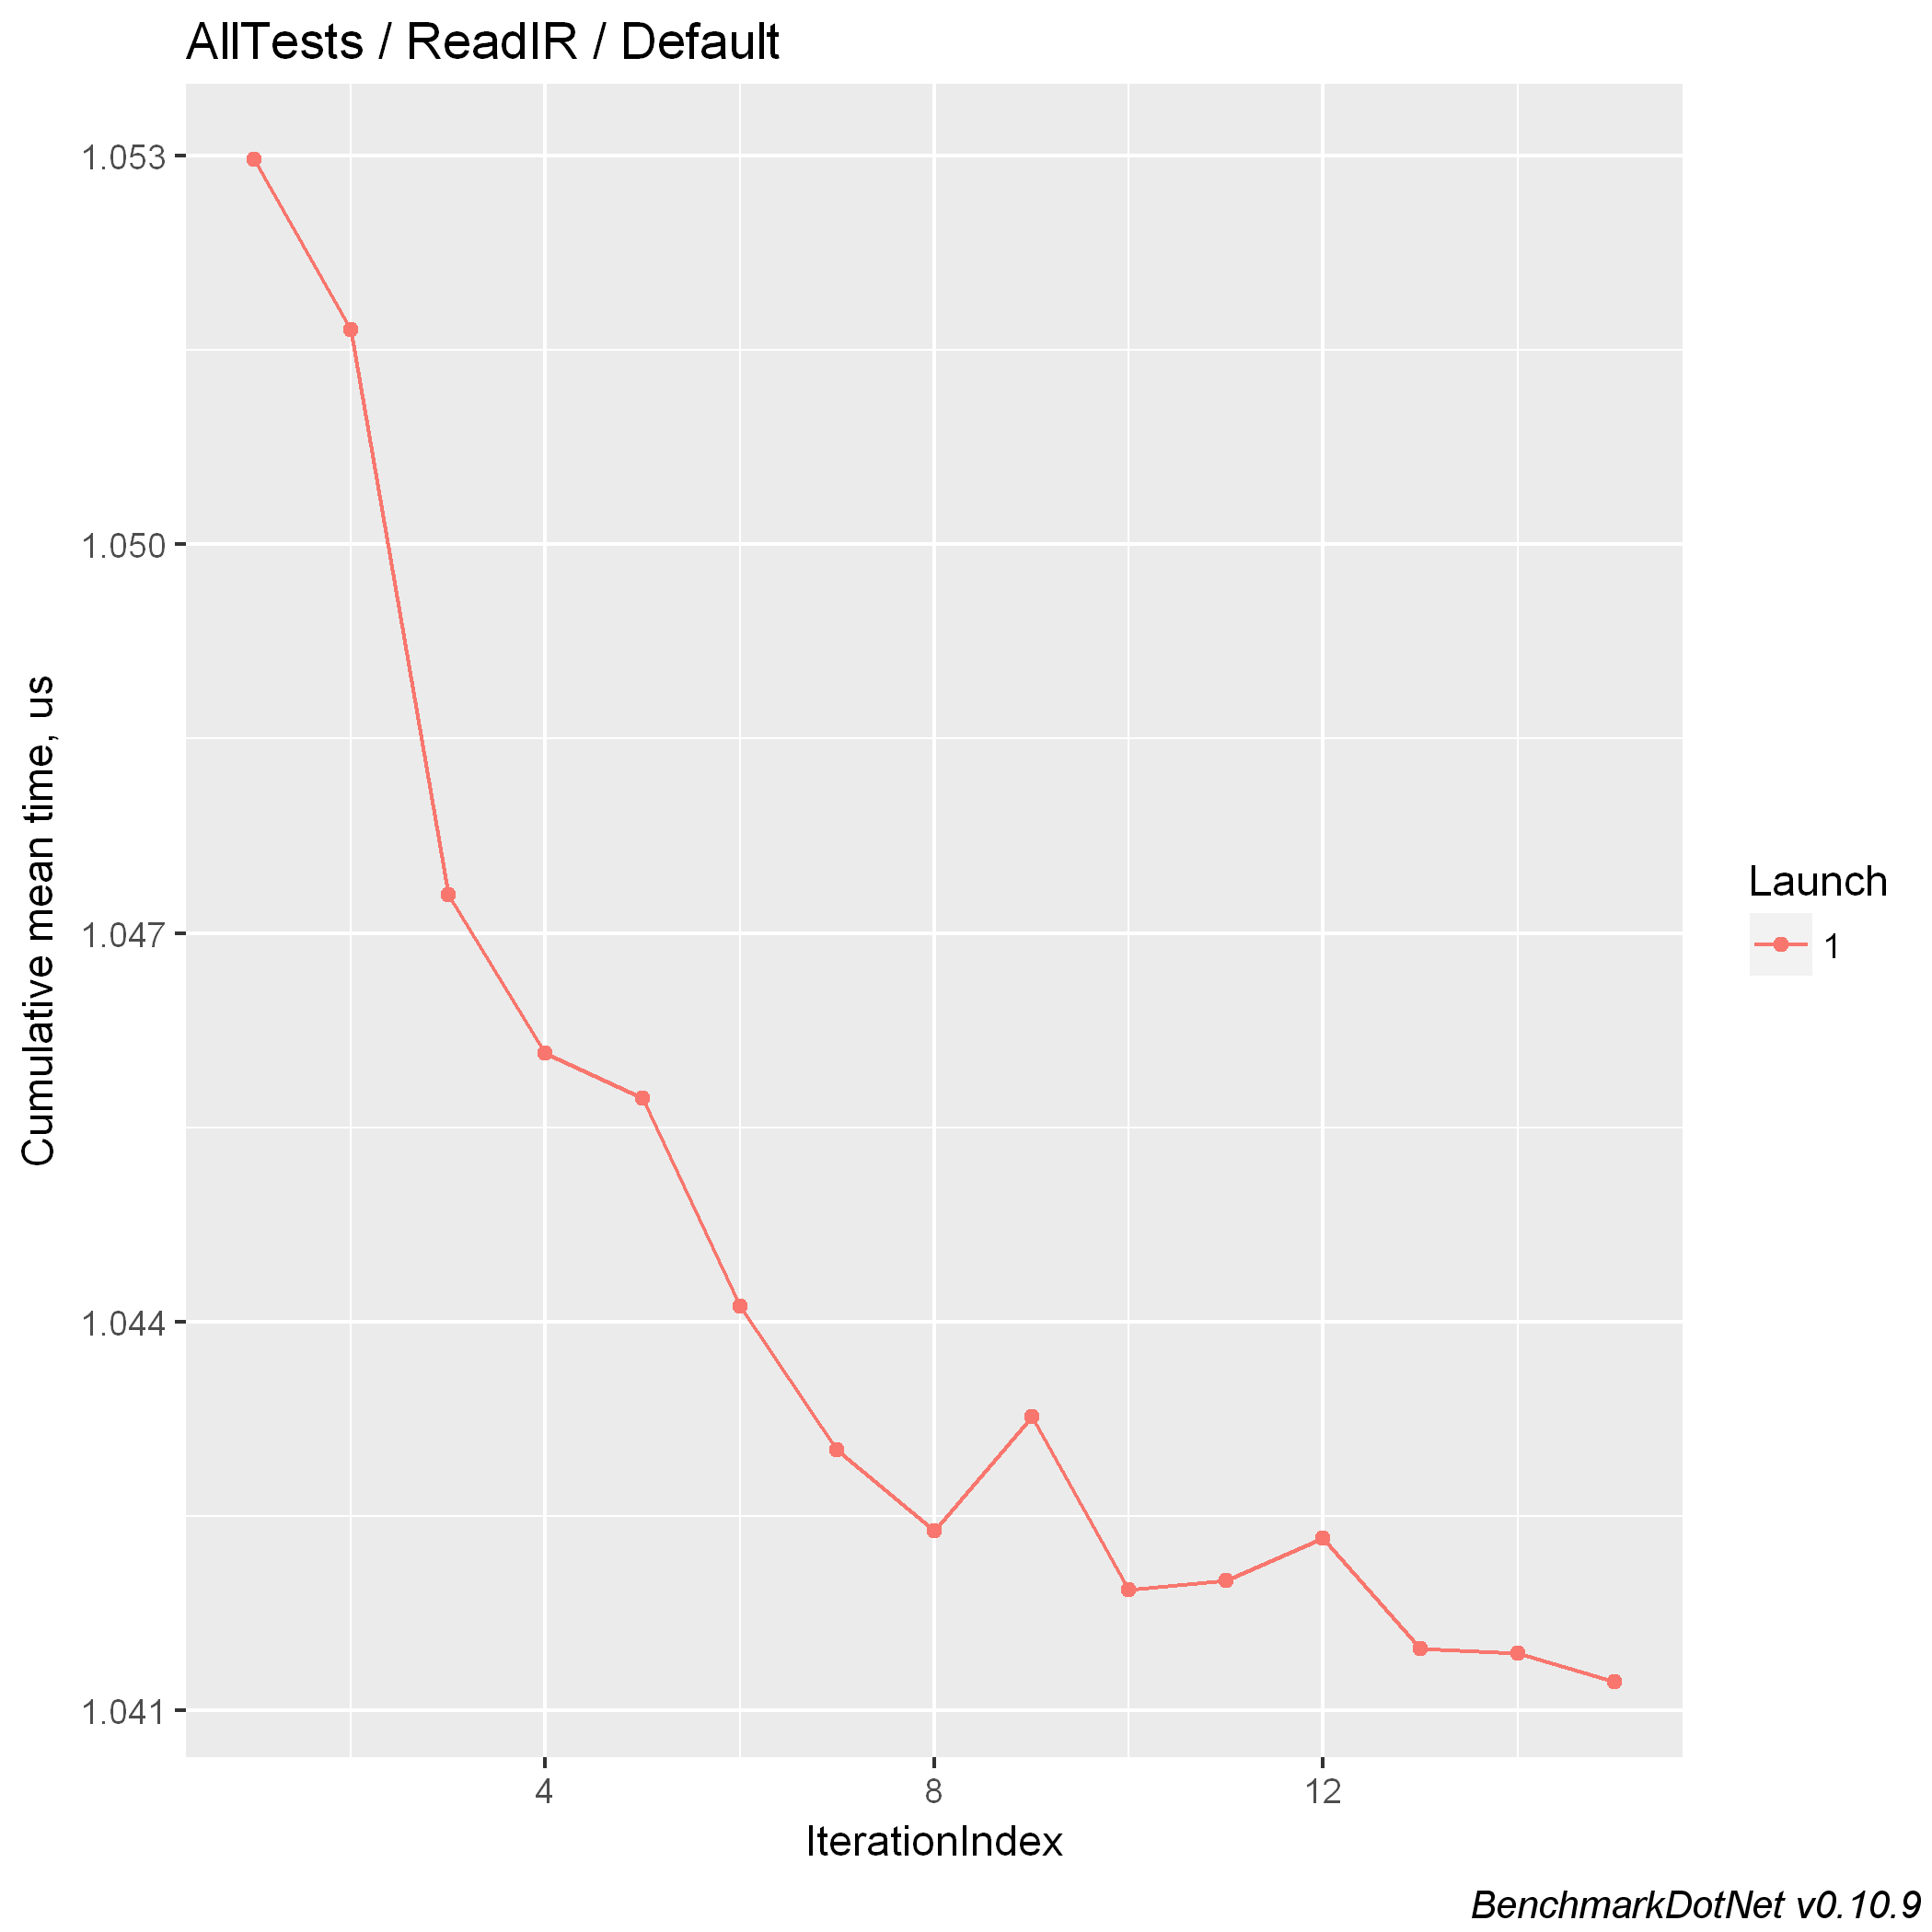 AllTests / ReadIR / Default
Cumulative mean time, us
1.053
1.050
1.047
1.044
1.041
4
8
12
IterationIndex
Launch
1
BenchmarkDotNet v0.10.9